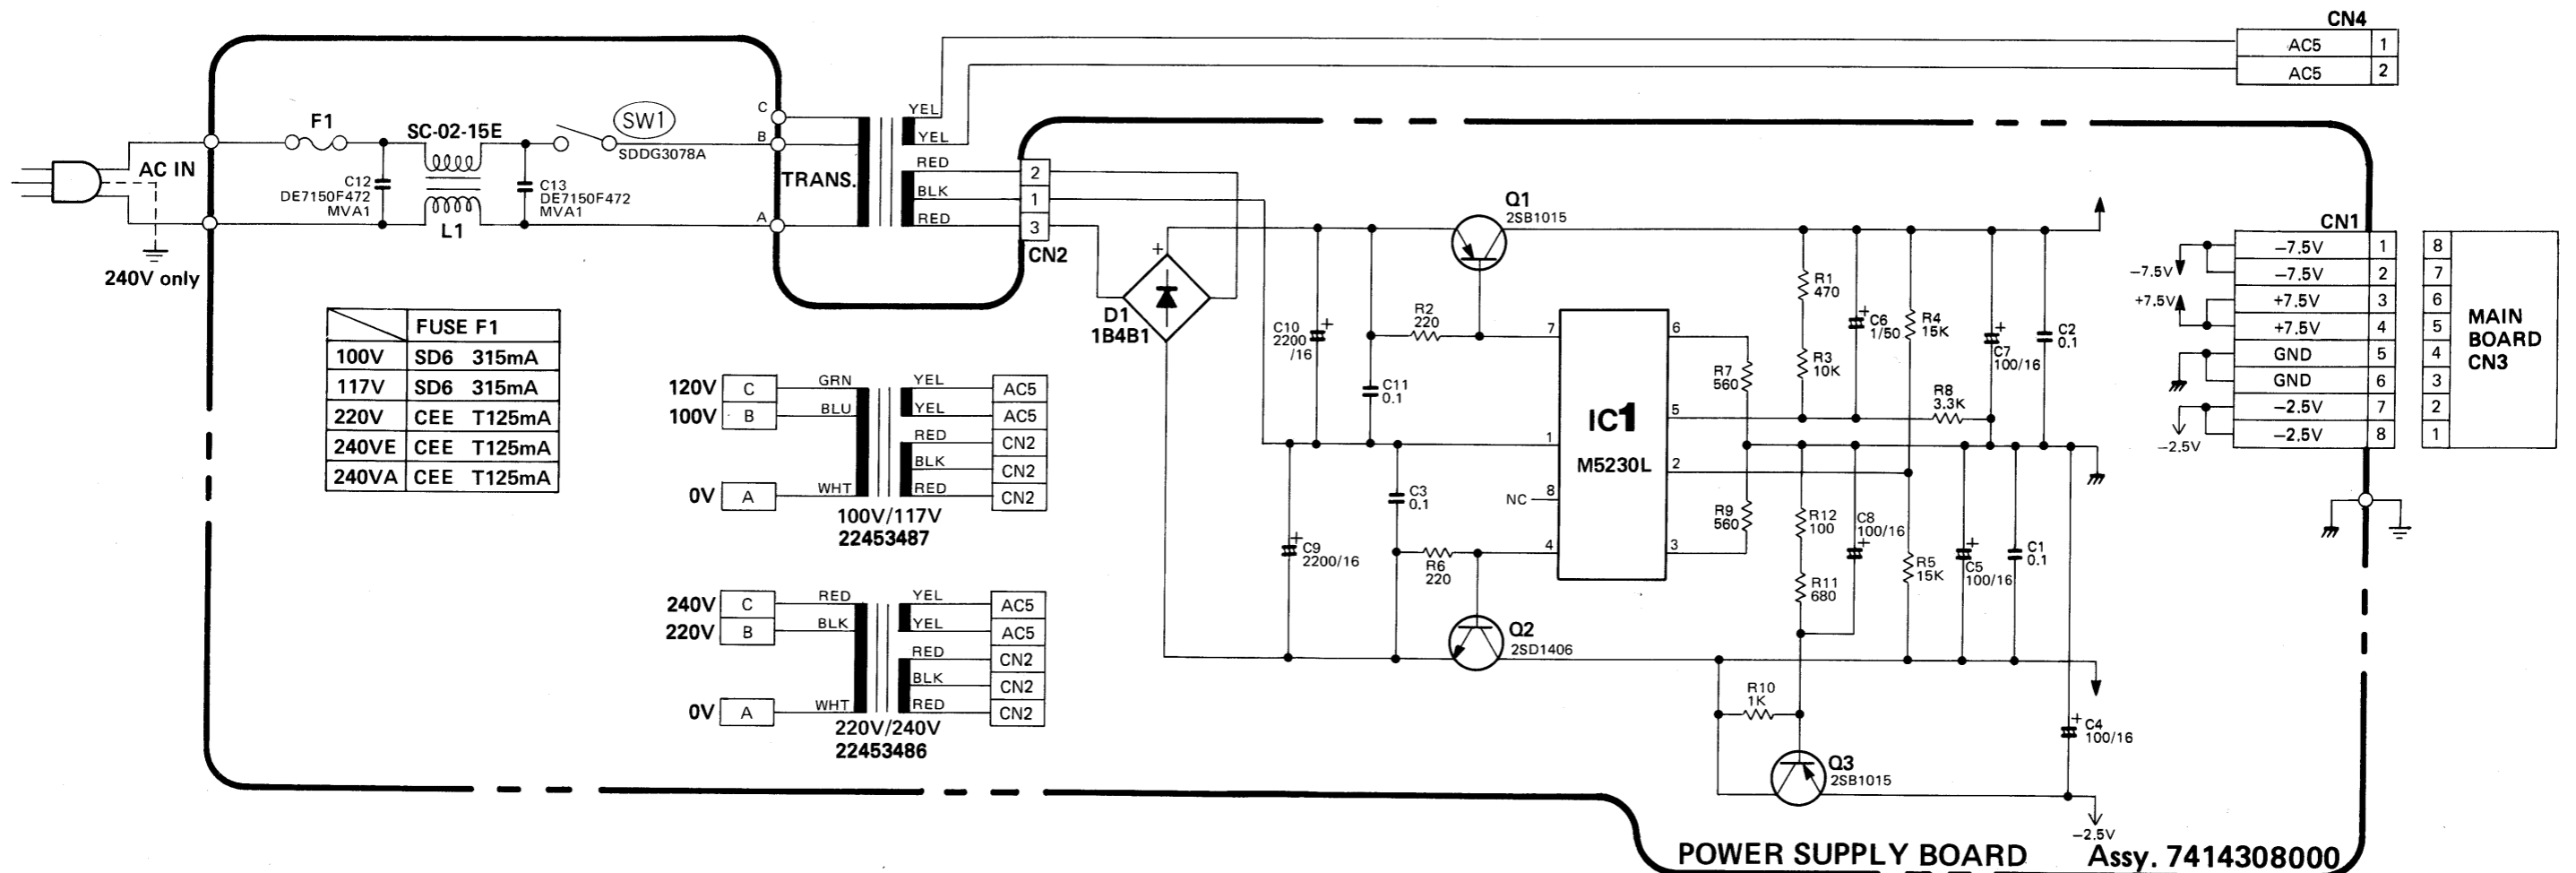 CN4
AC5 1
AC5 2
AC IN
240V only
F1
C12
DE7150F472
MVA1
SC-02-15E
L1
C13
DE7150F472
MVA1
SW1
SDDG3078A
C
B
A
TRANS.
YEL
YEL
RED
BLK
RED
2
1
3
CN2
FUSE F1
100V SD6 315mA
117V SD6 315mA
220V CEE T125mA
240VE CEE T125mA
240VA CEE T125mA
120V C GRN YEL AC5
100V B BLU YEL AC5
RED CN2
BLK CN2
0V A WHT RED CN2
100V/117V
22453487
240V C RED YEL AC5
220V B BLK YEL AC5
RED CN2
BLK CN2
0V A WHT RED CN2
220V/240V
22453486
+
D1
1B4B1
C10
2200
/16
+
C11
0.1
R2
220
Q1
2SB1015
C3
0.1
C9
2200/16
+
R6
220
Q2
2SD1406
IC1
M5230L
7
1
NC 8
4
6
5
2
3
R7
560
R9
560
R1
470
R3
10K
+
C6
1/50
R4
15K
+
C7
100/16
C2
0.1
R8
3.3K
R12
100
R11
680
C8
100/16
+
R5
15K
+
C5
100/16
C1
0.1
R10
1K
Q3
2SB1015
+
C4
100/16
-2.5V
CN1
-7.5V 1
-7.5V 2
+7.5V 3
+7.5V 4
GND 5
GND 6
-2.5V 7
-2.5V 8
-7.5V
+7.5V
-2.5V
8
7
6
5
4
3
2
1
MAIN
BOARD
CN3
POWER SUPPLY BOARD Assy. 7414308000